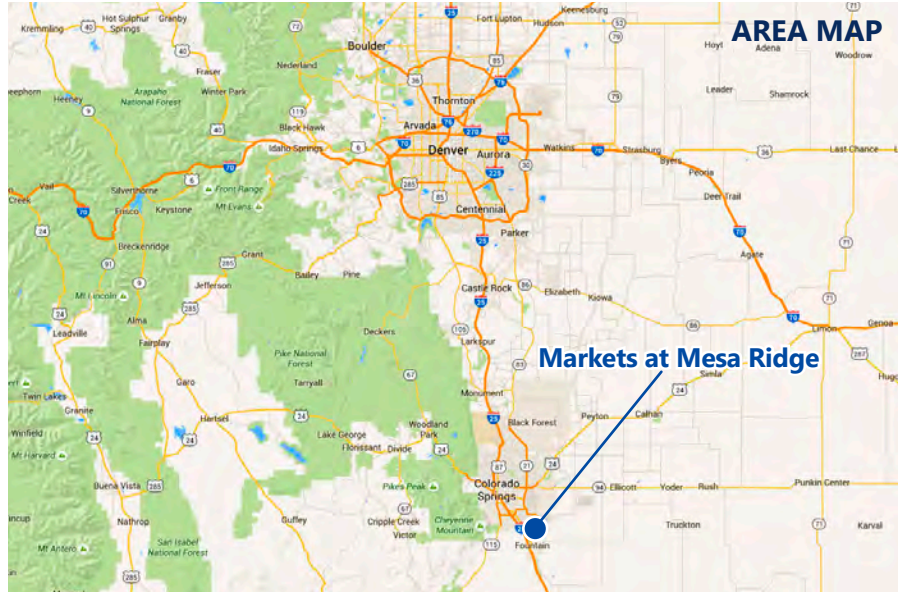 AREA MAP
Hot Sulphur
Springs
Granby
Kremmling
Fort Lupton
Keenesburg
Hudson
Hoyt
Adena
Woodrow
Boulder
Nederland
Fraser
Winter Park
Arapaho
National Forest
Heeney
Leader
Shamrock
Thornton
Arvada
Black Hawk
Idaho Springs
Denver
Aurora
Watkins
Strasburg
Byers
Peoria
Last Chance
Deer Trail
Vail
Creek
Silverthorne
Frisco
Keystone
Front Range
Mt Evans
Centennial
Parker
Breckenridge
Grant
Bailey
Pine
Agate
Jefferson
Castle Rock
Elizabeth
Kiowa
Mt Lincoln
Alma
Leadville
Fairplay
Deckers
Larkspur
Limon
Genoa
Pike National
Forest
Markets at Mesa Ridge
Garo
Tarryall
Simla
Monument
Twin Lakes
Granite
Hartsel
Lake George
Florissant
Divide
Woodland
Park
Black Forest
Peyton
Calhan
Winfield
Mt Harvard
Pikes Peak
Colorado
Springs
Ellicott
Yoder
Rush
Punkin Center
Buena Vista
Nathrop
Guffey
Cripple Creek
Victor
Cheyenne
Mountain
Truckton
Karval
San Isabel
National Forest
Mt Antero
Fountain